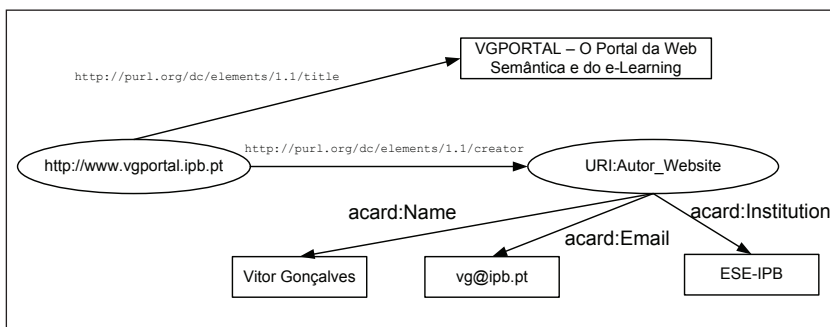 VGPORTAL – O Portal da Web
Semântica e do e-Learning
http://purl.org/dc/elements/1.1/title
http://purl.org/dc/elements/1.1/creator
http://www.vgportal.ipb.pt
URI:Autor_Website
acard:Name
acard:Institution
acard:Email
Vitor Gonçalves
vg@ipb.pt
ESE-IPB